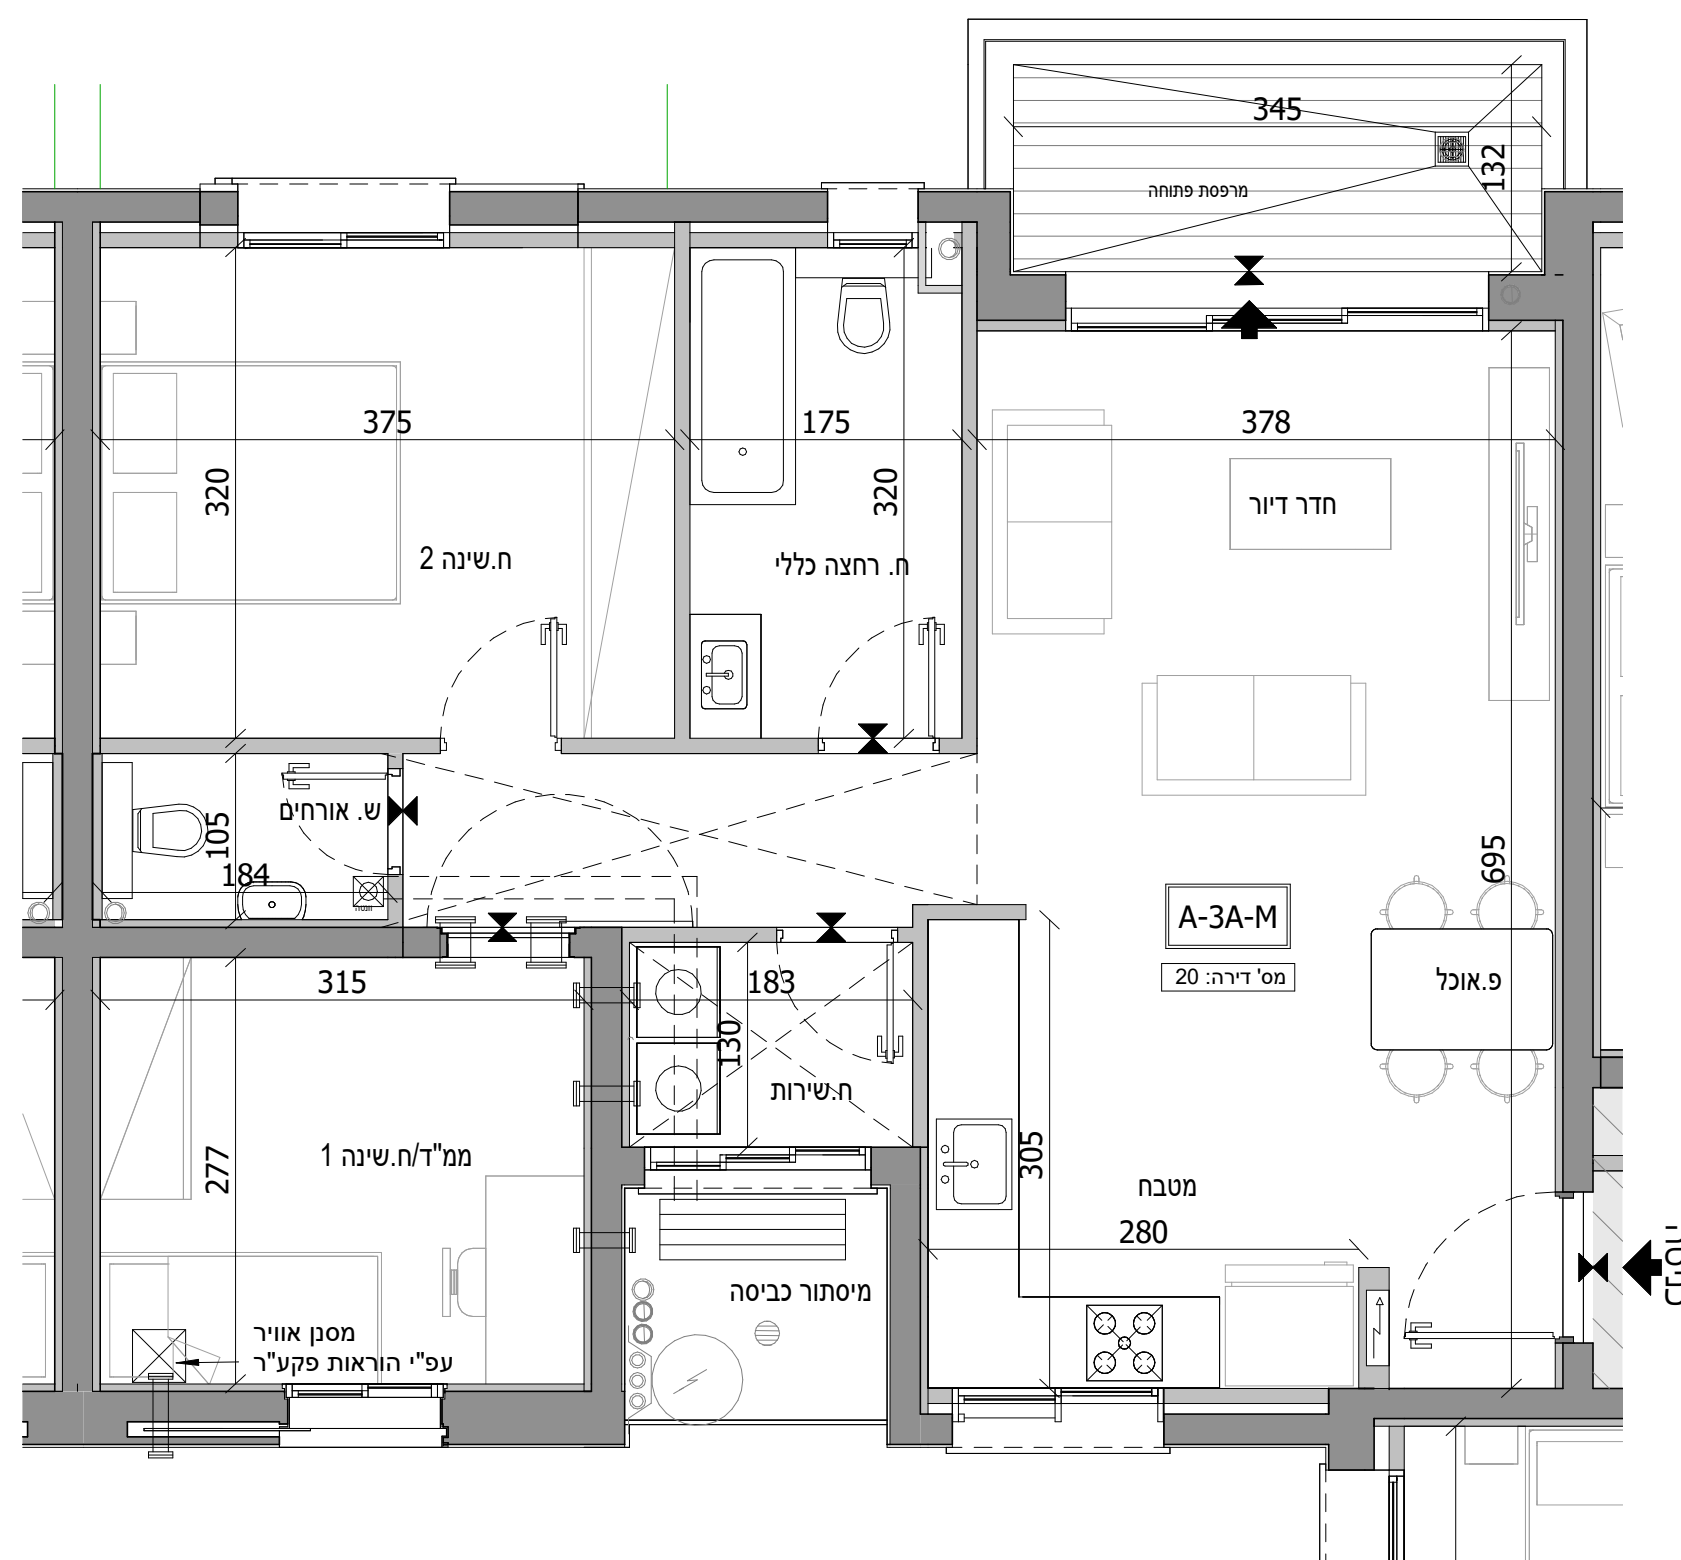 345
132
מרפסת פתוחה
375
175
378
320
320
חדר דיור
ח.שינה 2
ח. רחצה כללי
ש. אורחים
105
184
695
A-3A-M
מס' דירה: 20
פ.אוכל
315
183
130
ח.שירות
277
ממ"ד/ח.שינה 1
305
מטבח
280
מיסתור כביסה
מסנן אוויר
עפ"י הוראות פקע"ר